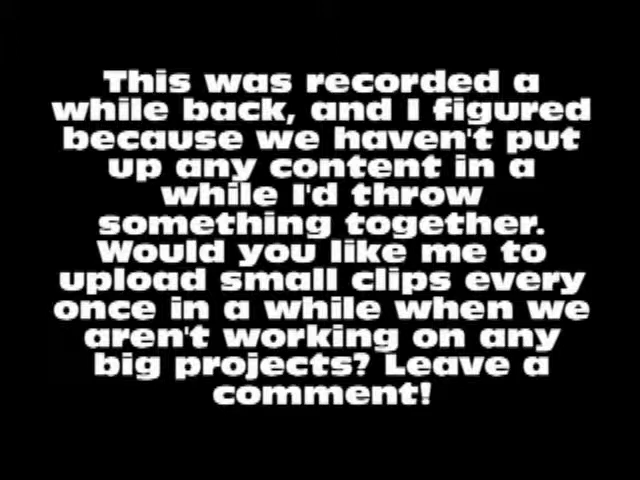 This was recorded a
while back, and I figured
because we haven't put
up any content in a
while I'd throw
something together.
Would you like me to
upload small clips every
once in a while when we
aren't working on any
big projects? Leave a
comment!